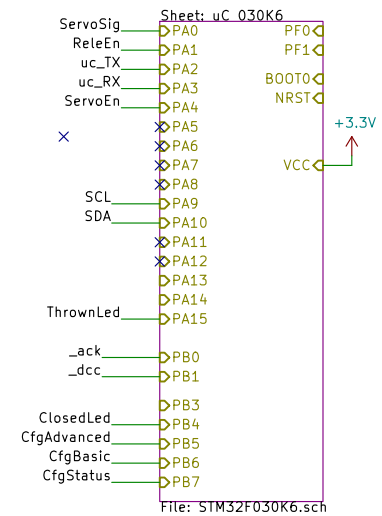 Sheet: uC_030K6
ServoSig PA0 PF0
ReleEn PA1 PF1
uc_TX PA2
uc_RX PA3 BOOT0
ServoEn PA4 NRST
PA5 +3.3V
PA6
PA7 VCC
PA8
SCL PA9
SDA PA10
PA11
PA12
PA13
PA14
ThrownLed PA15
_ack PB0
_dcc PB1
PB3
ClosedLed PB4
CfgAdvanced PB5
CfgBasic PB6
CfgStatus PB7
File: STM32F030K6.sch